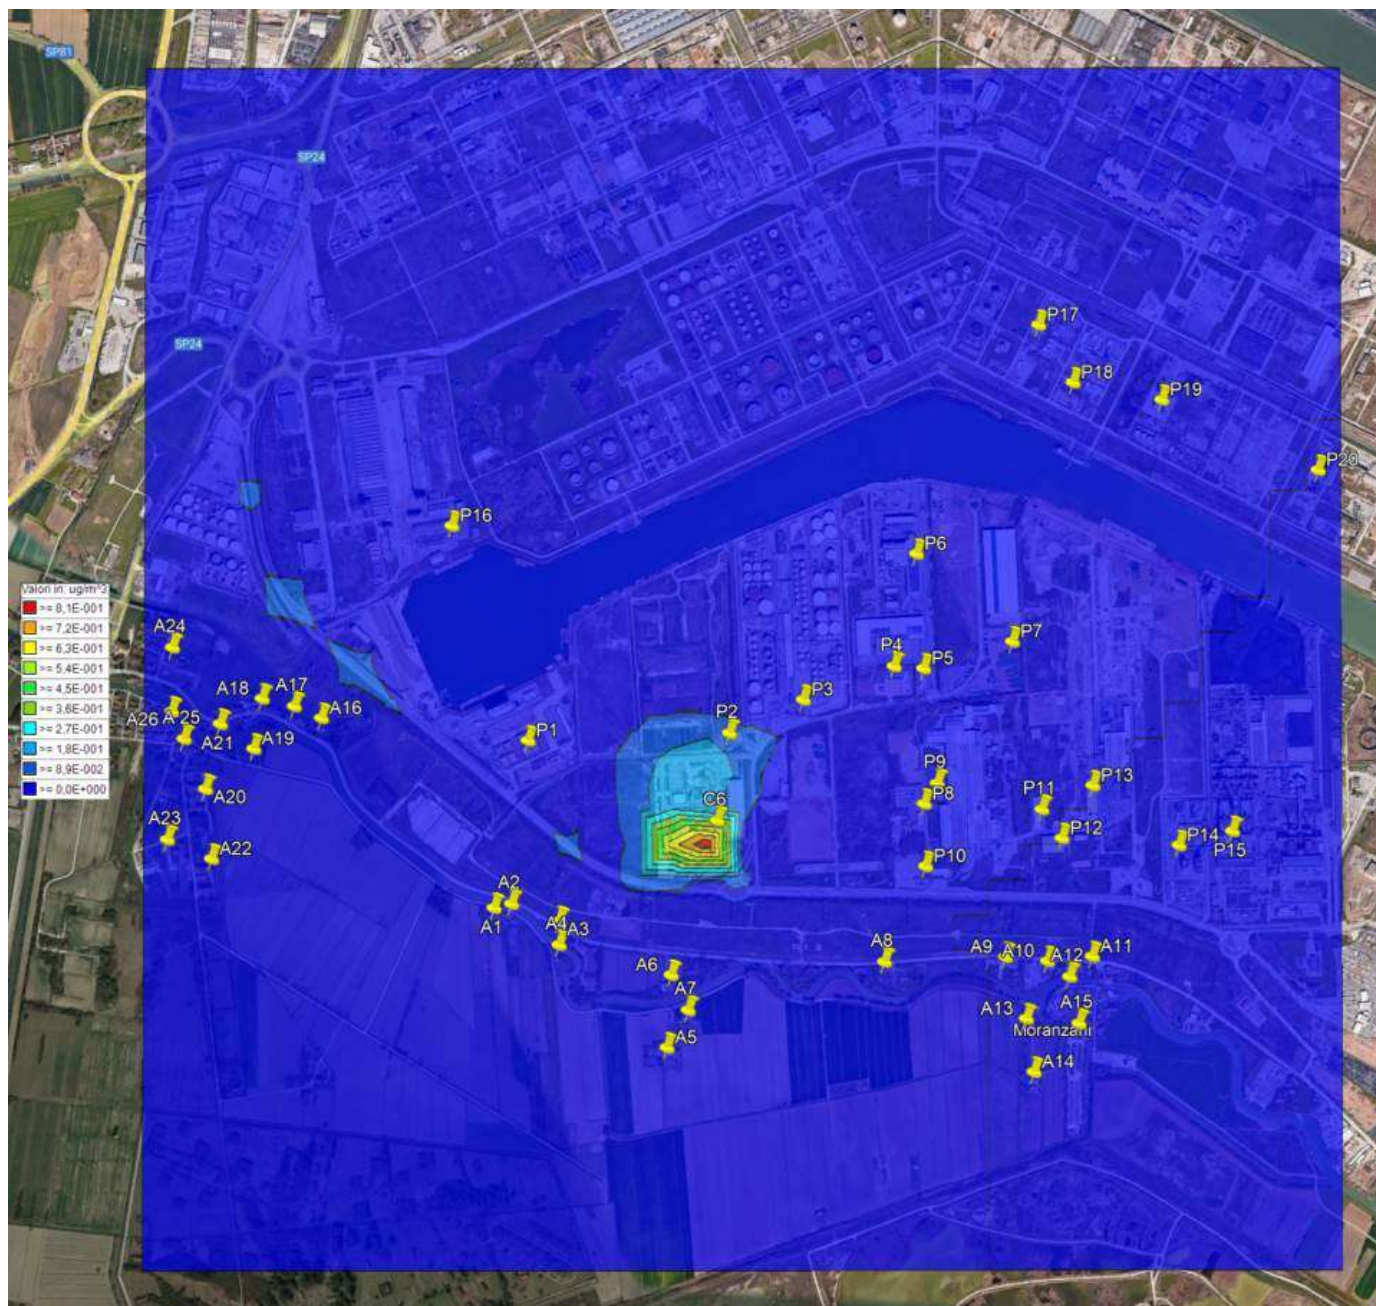 SP81
SP24
P17
SP24
P18
P19
P20
P16
P6
Valori in: ug/m^3
>= 8,1E-001
>= 7,2E-001
>= 6,3E-001
>= 5,4E-001
>= 4,5E-001
>= 3,6E-001
>= 2,7E-001
>= 1,8E-001
>= 8,9E-002
>= 0,0E+000
A24
P7
P4
P5
A18
A17
P3
A16
A26
A25
A21
A19
P1
P2
P9
P13
A20
P8
P11
C6
A23
P12
P14
P15
A22
P10
A2
A1
A4
A3
A8
A9
A10
A11
A12
A6
A7
A13
A15
Moranzani
A5
A14